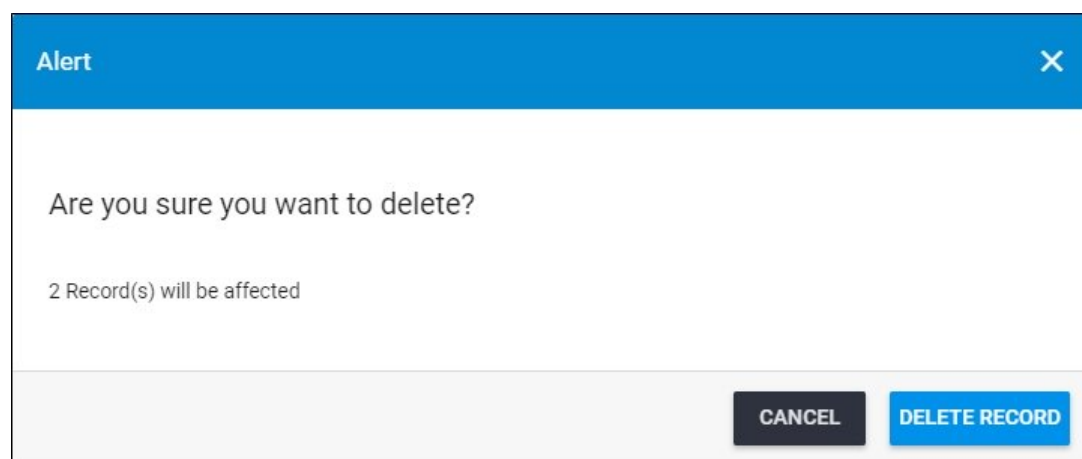 Alert
Are you sure you want to delete?
2 Record(s) will be affected
CANCEL DELETE RECORD